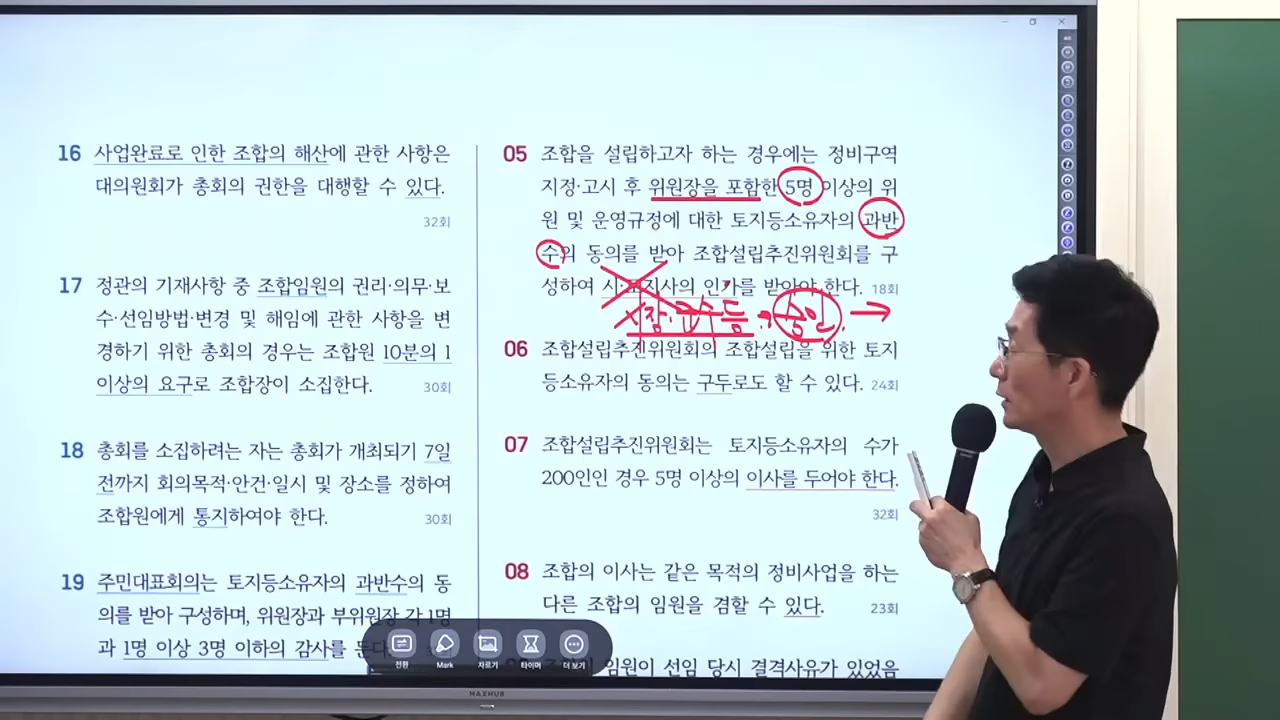 16 사업완료로 인한 조합의 해산에 관한 사항은
대의원회가 총회의 권한을 대행할 수 있다.
32회
17 정관의 기재사항 중 조합임원의 권리·의무·보
수·선임방법·변경 및 해임에 관한 사항을 변
경하기 위한 총회의 경우는 조합원 10분의 1
이상의 요구로 조합장이 소집한다. 30회
18 총회를 소집하려는 자는 총회가 개최되기 7일
전까지 회의목적·안건·일시 및 장소를 정하여
조합원에게 통지하여야 한다. 30회
19 주민대표회의는 토지등소유자의 과반수의 동
의를 받아 구성하며, 위원장과 부위원장 각 1명
과 1명 이상 3명 이하의 감사를 둔다
05 조합을 설립하고자 하는 경우에는 정비구역
지정·고시 후 위원장을 포함한 5명 이상의 위
원 및 운영규정에 대한 토지등소유자의 과반
수의 동의를 받아 조합설립추진위원회를 구
성하여 시·도지사의 인가를 받아야 한다. 18회
시장·군수등 승인
06 조합설립추진위원회의 조합설립을 위한 토지
등소유자의 동의는 구두로도 할 수 있다. 24회
07 조합설립추진위원회는 토지등소유자의 수가
200인인 경우 5명 이상의 이사를 두어야 한다.
32회
08 조합의 이사는 같은 목적의 정비사업을 하는
다른 조합의 임원을 겸할 수 있다. 23회
임원이 선임 당시 결격사유가 있었음
전환 Mark 자르기 타이머 더 보기
MAXHUB